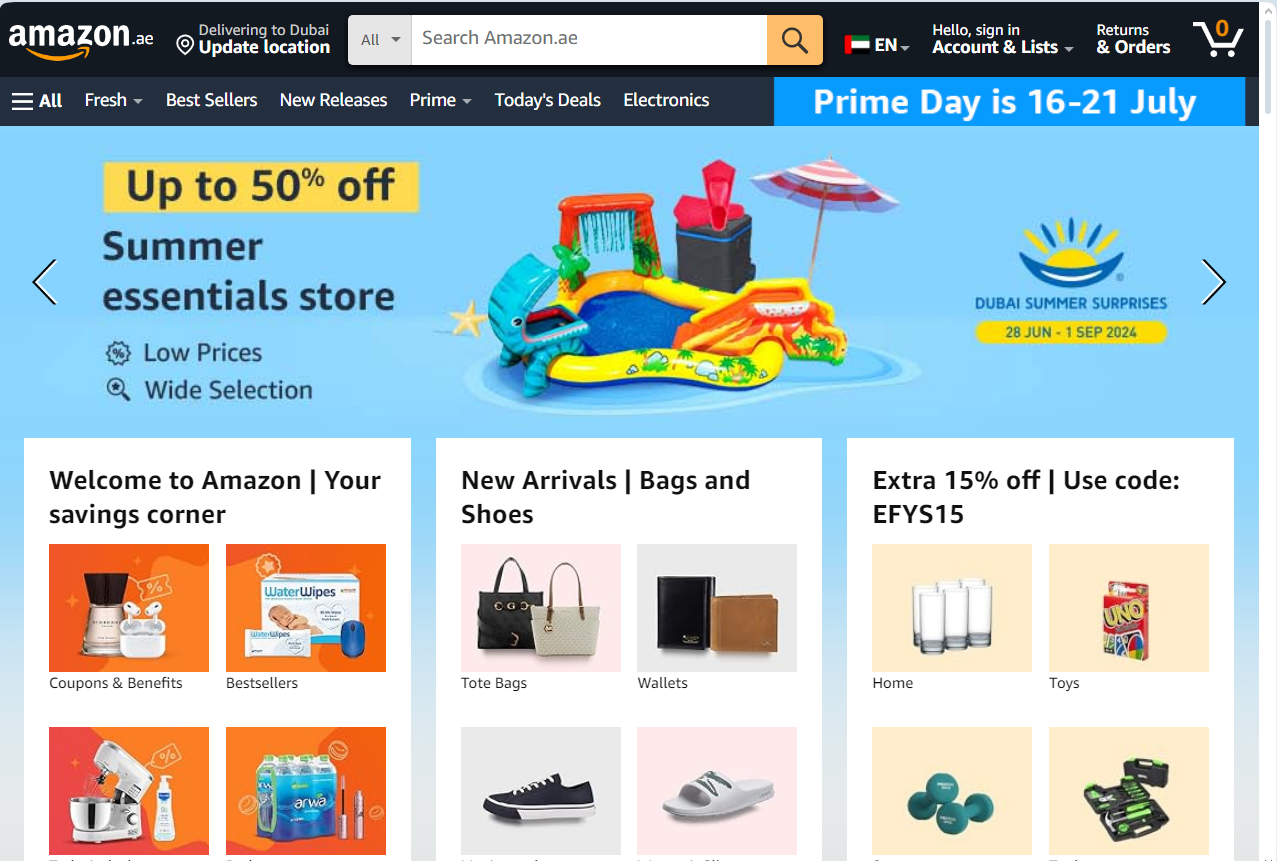 amazon.ae
Delivering to Dubai
Update location
All
Search Amazon.ae
EN
Hello, sign in
Account & Lists
Returns
& Orders
0
All
Fresh
Best Sellers
New Releases
Prime
Today's Deals
Electronics
Prime Day is 16-21 July
Up to 50% off
Summer
essentials store
Low Prices
Wide Selection
DUBAI SUMMER SURPRISES
28 JUN - 1 SEP 2024
Welcome to Amazon | Your
savings corner
Coupons & Benefits
WaterWipes
WaterWipes
Bestsellers
arwa
New Arrivals | Bags and
Shoes
Tote Bags
Wallets
Extra 15% off | Use code:
EFYS15
Home
UNO
Toys